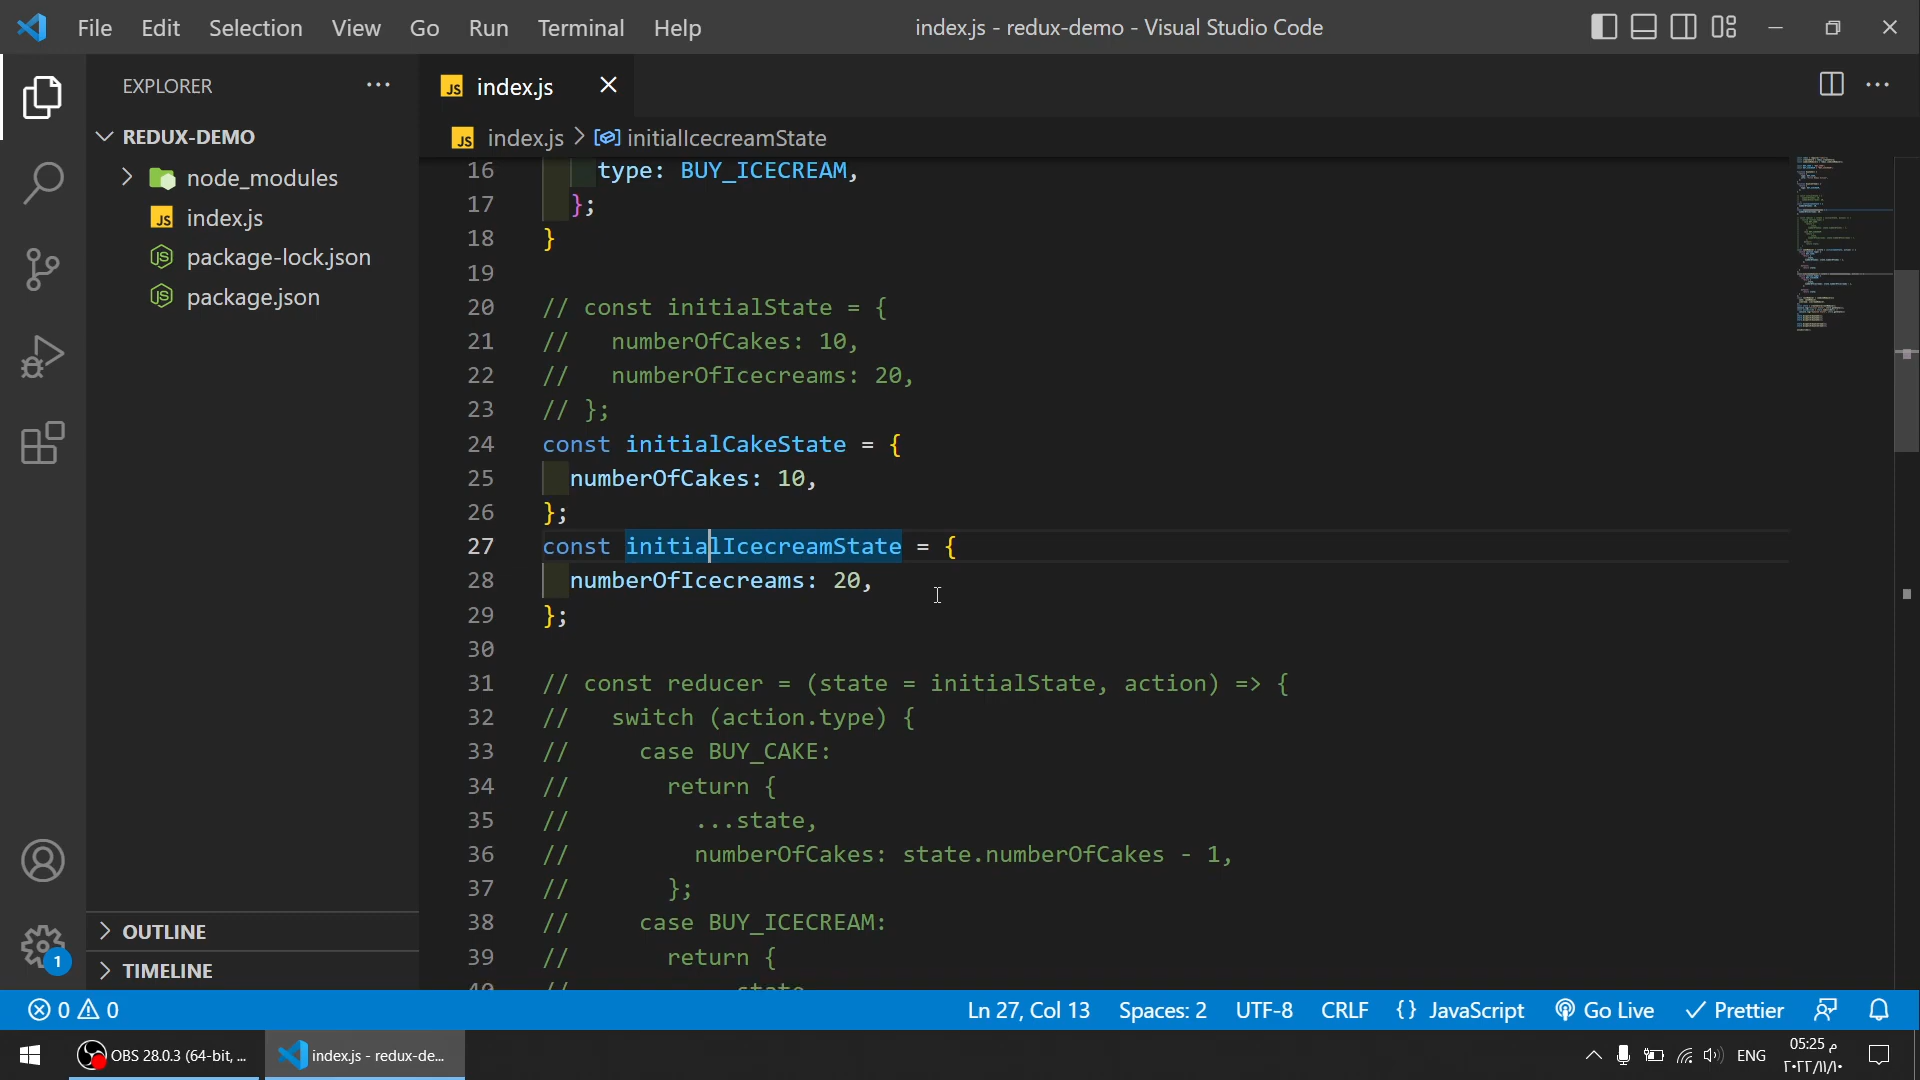 File Edit Selection View Go Run Terminal Help
index.js - redux-demo - Visual Studio Code
EXPLORER
REDUX-DEMO
node_modules
index.js
package-lock.json
package.json
OUTLINE
TIMELINE
JS index.js
JS index.js > initialIcecreamState
16 type: BUY_ICECREAM,
17 };
18 }
19
20 // const initialState = {
21 //   numberOfCakes: 10,
22 //   numberOfIcecreams: 20,
23 // };
24 const initialCakeState = {
25   numberOfCakes: 10,
26 };
27 const initialIcecreamState = {
28   numberOfIcecreams: 20,
29 };
30
31 // const reducer = (state = initialState, action) => {
32 //   switch (action.type) {
33 //     case BUY_CAKE:
34 //       return {
35 //         ...state,
36 //         numberOfCakes: state.numberOfCakes - 1,
37 //       };
38 //     case BUY_ICECREAM:
39 //       return {
1
0 0
Ln 27, Col 13 Spaces: 2 UTF-8 CRLF {} JavaScript Go Live Prettier
OBS 28.0.3 (64-bit, ...
index.js - redux-de...
ENG
05:25 م
٢٠٢٢/١١/١٠